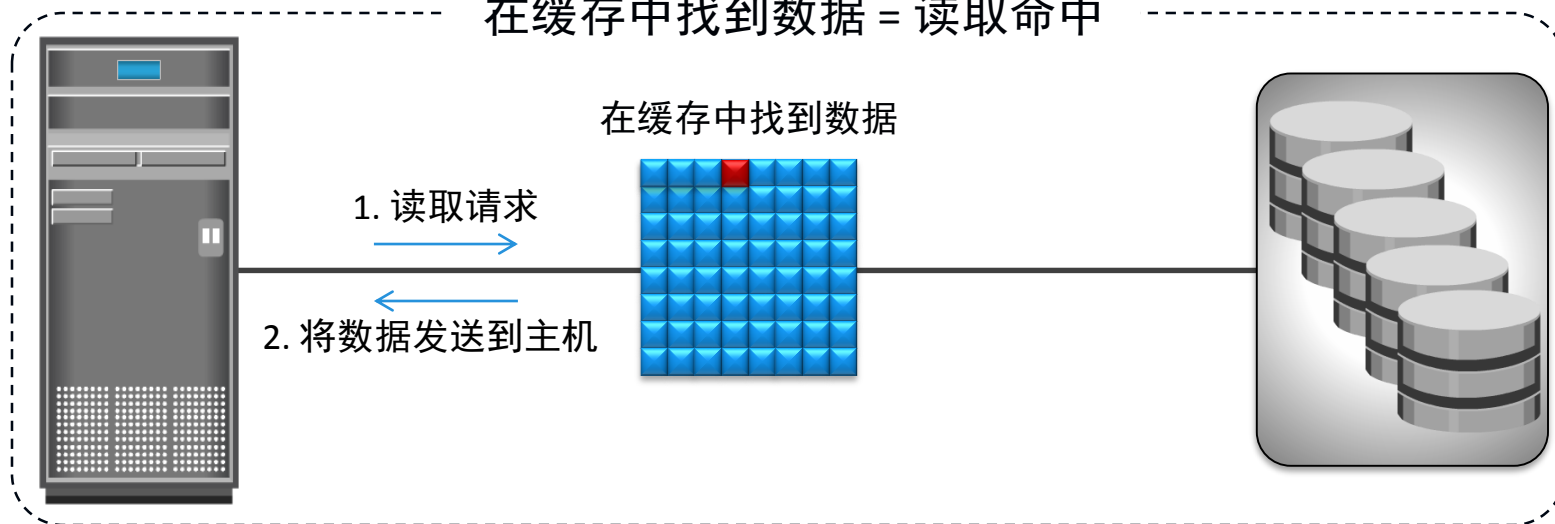 在缓存中找到数据 = 读取命中
在缓存中找到数据
1. 读取请求
2. 将数据发送到主机